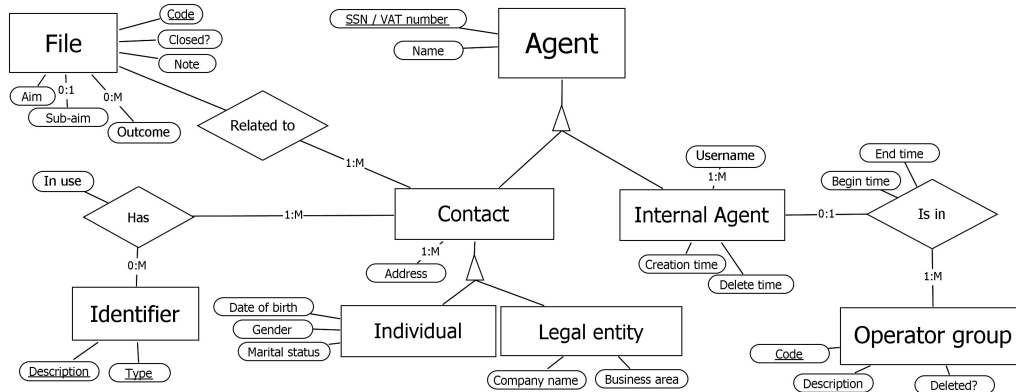 Code
File
Closed?
Note
Aim
0:1
Sub-aim
0:M
Outcome
SSN / VAT number
Name
Agent
Related to
1:M
In use
Has
1:M
0:M
Identifier
Description
Type
Contact
1:M
Address
Date of birth
Gender
Marital status
Individual
Legal entity
Company name
Business area
Username
1:M
Internal Agent
Creation time
Delete time
0:1
End time
Begin time
Is in
1:M
Operator group
Code
Description
Deleted?